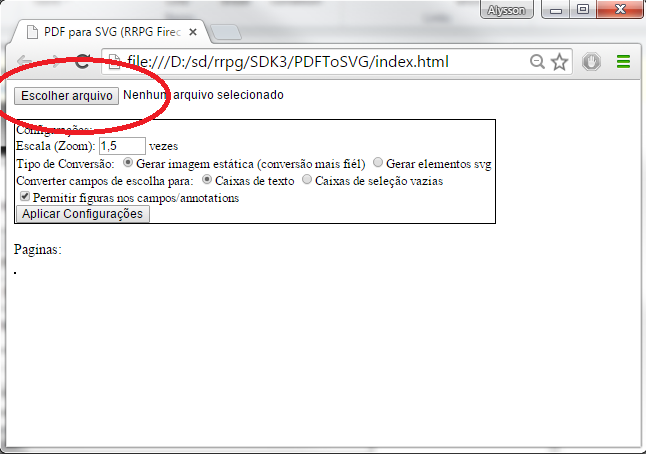 Alysson
PDF para SVG (RRPG Firec
file:///D:/sd/rrpg/SDK3/PDFToSVG/index.html
Escolher arquivo Nenhum arquivo selecionado
Configurações:
Escala (Zoom): 1,5 vezes
Tipo de Conversão: Gerar imagem estática (conversão mais fiél) Gerar elementos svg
Converter campos de escolha para: Caixas de texto Caixas de seleção vazias
Permitir figuras nos campos/annotations
Aplicar Configurações
Paginas: